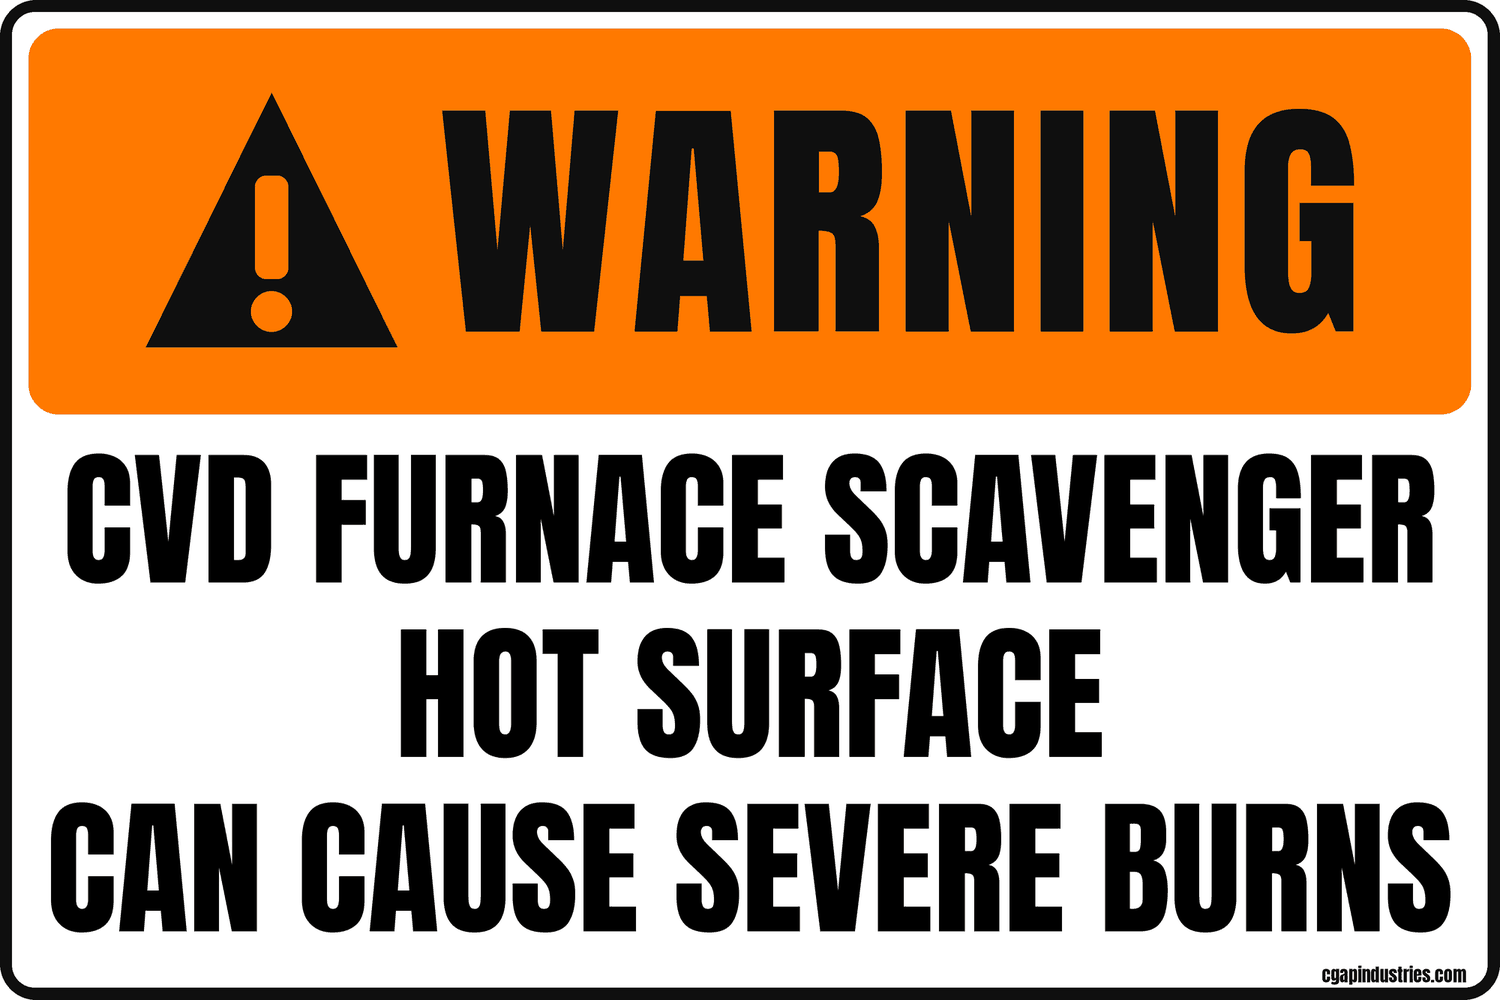 WARNING
CVD FURNACE SCAVENGER
HOT SURFACE
CAN CAUSE SEVERE BURNS
cgapindustries.com